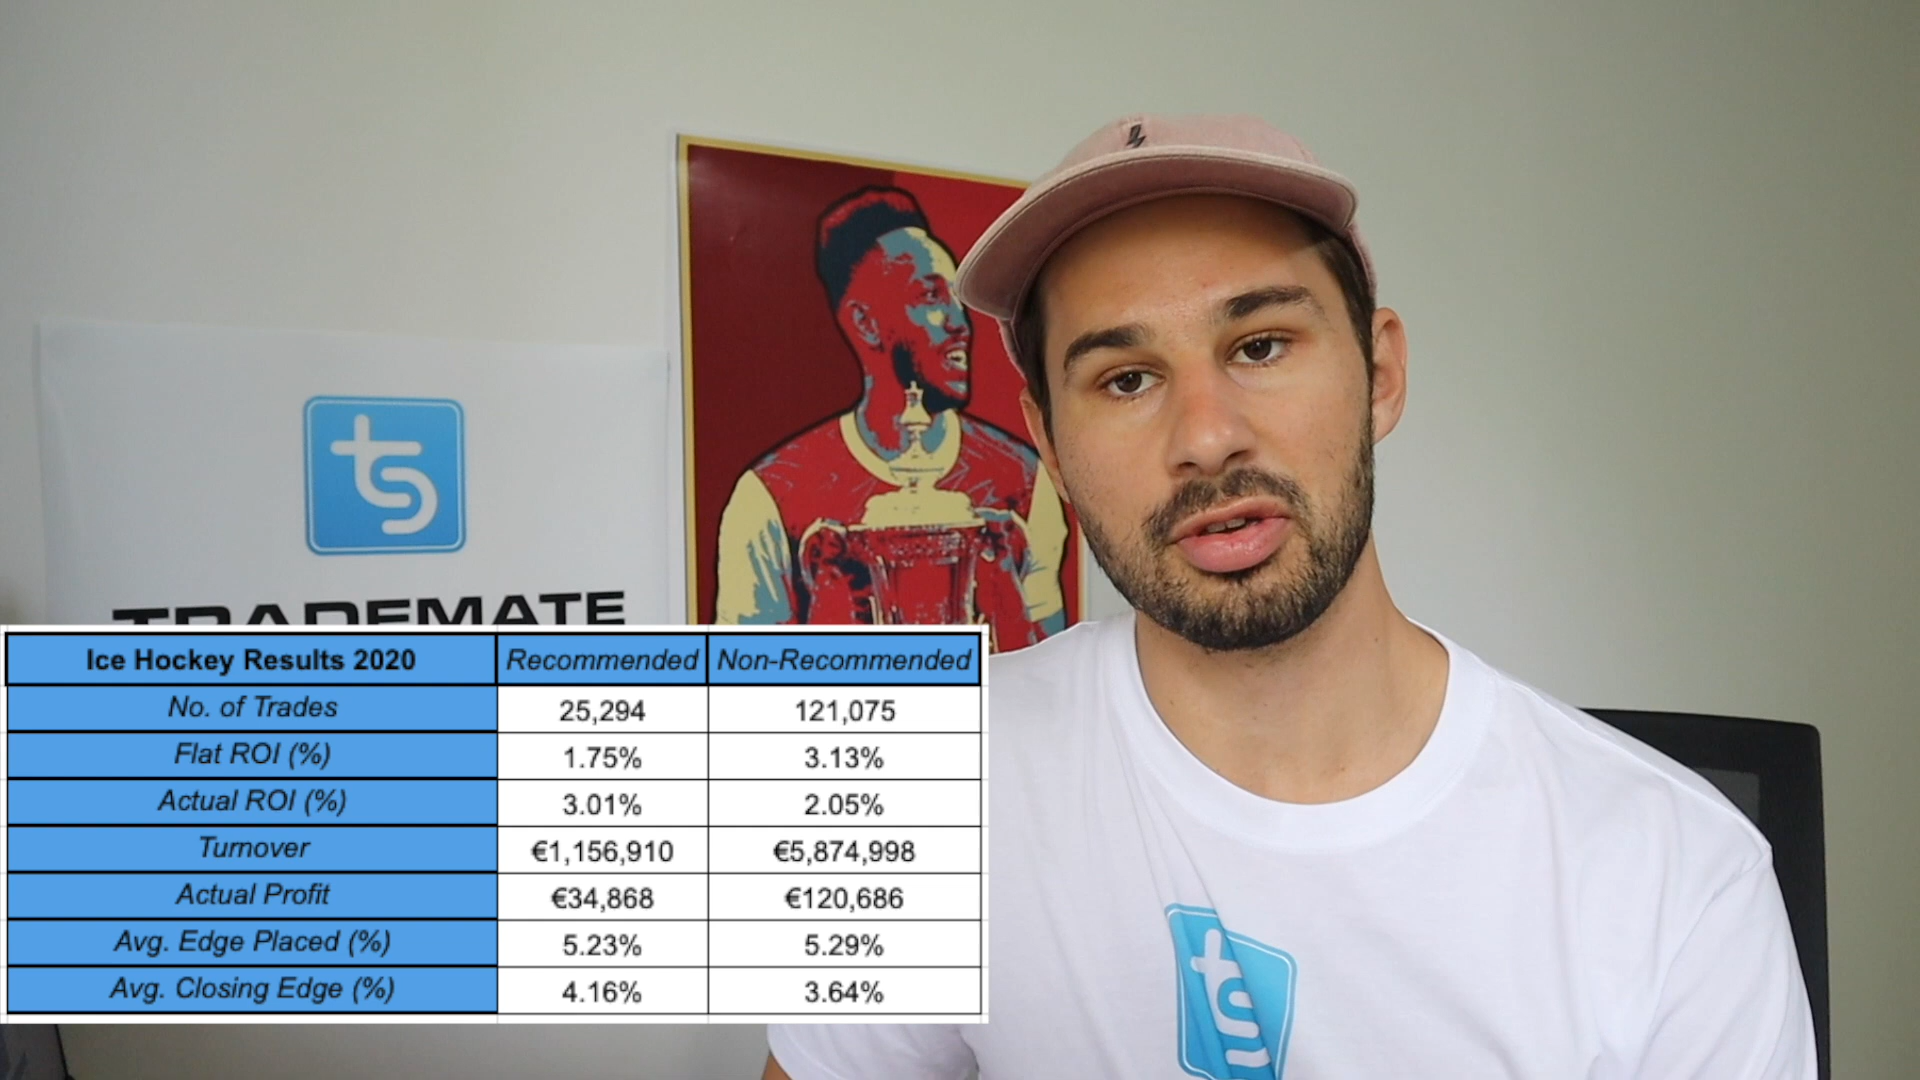 ts
TRADEMATE
Ice Hockey Results 2020 Recommended Non-Recommended
No. of Trades 25,294 121,075
Flat ROI (%) 1.75% 3.13%
Actual ROI (%) 3.01% 2.05%
Turnover €1,156,910 €5,874,998
Actual Profit €34,868 €120,686
Avg. Edge Placed (%) 5.23% 5.29%
Avg. Closing Edge (%) 4.16% 3.64%
ts